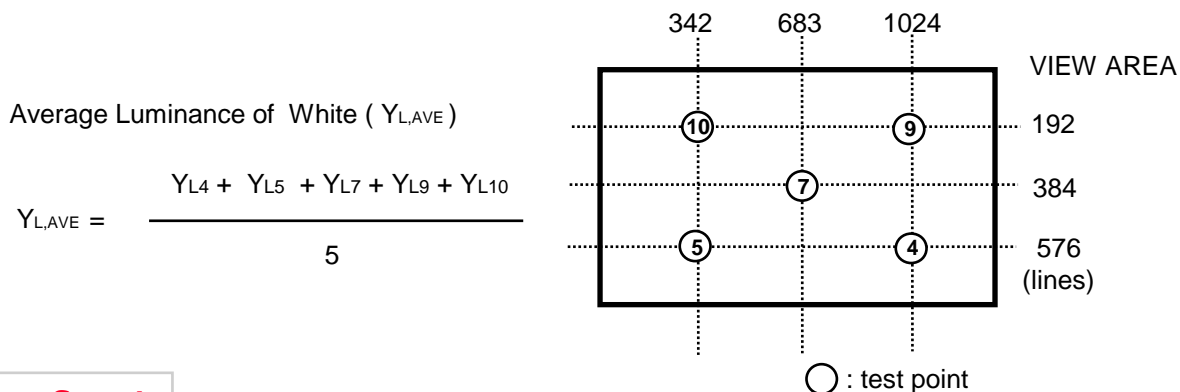 342 683 1024
VIEW AREA
Average Luminance of White ( YL,AVE )
10 9 192
YL4 + YL5 + YL7 + YL9 + YL10
YL,AVE =
5
7 384
5 4 576
(lines)
: test point